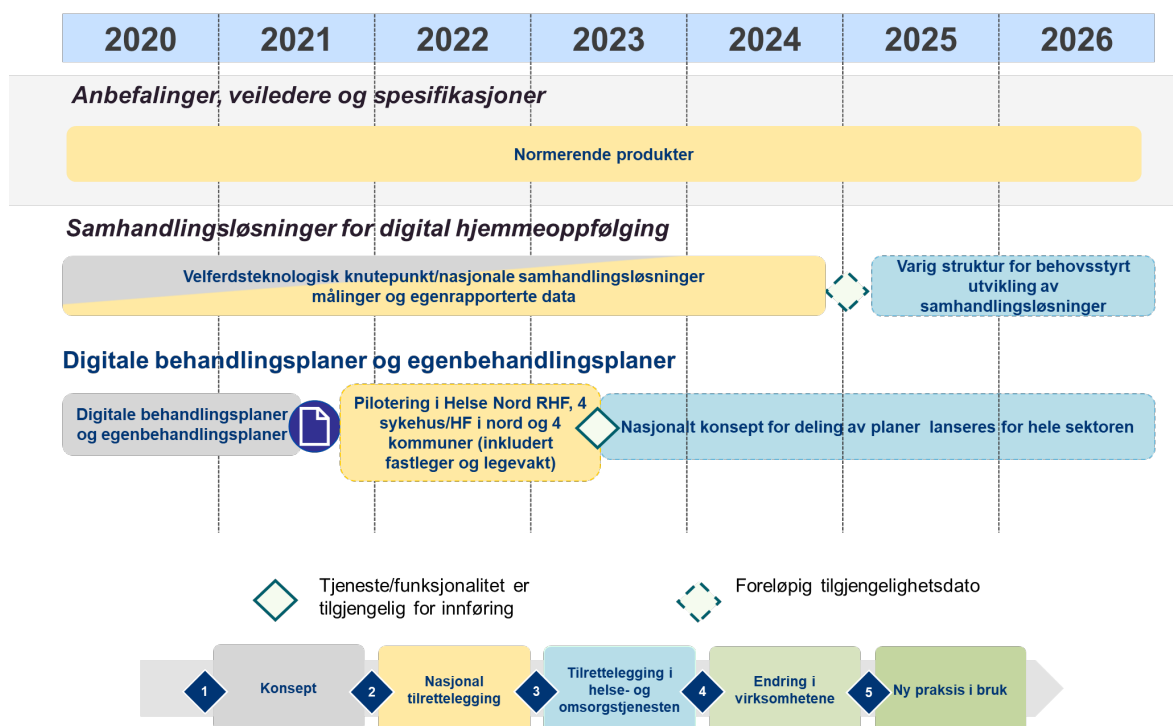 2020 2021 2022 2023 2024 2025 2026
Anbefalinger, veiledere og spesifikasjoner
Normerende produkter
Samhandlingsløsninger for digital hjemmeoppfølging
Velferdsteknologisk knutepunkt/nasjonale samhandlingsløsninger
målinger og egenrapporterte data
Varig struktur for behovsstyrt
utvikling av
samhandlingsløsninger
Digitale behandlingsplaner og egenbehandlingsplaner
Digitale behandlingsplaner
og egenbehandlingsplaner
Pilotering i Helse Nord RHF, 4
sykehus/HF i nord og 4
kommuner (inkludert
fastleger og legevakt)
Nasjonalt konsept for deling av planer lanseres for hele sektoren
Tjeneste/funksjonalitet er
tilgjengelig for innføring
Foreløpig tilgjengelighetsdato
1
Konsept
2
Nasjonal
tilrettelegging
3
Tilrettelegging i
helse- og
omsorgstjenesten
4
Endring i
virksomhetene
5
Ny praksis i bruk